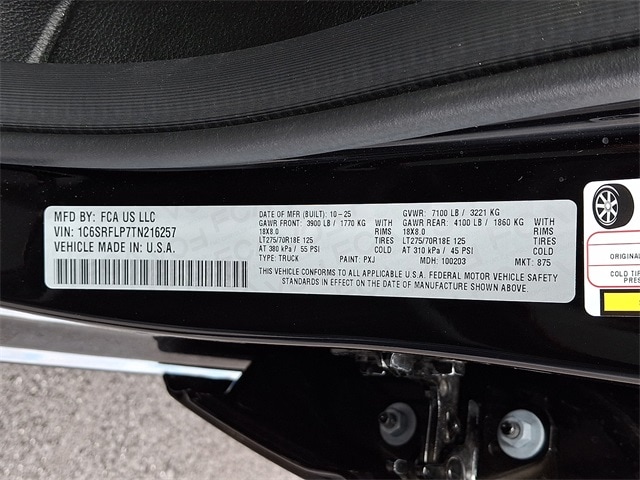 MFD BY: FCA US LLC
VIN: 1C6SRFLP7TN216257
VEHICLE MADE IN U.S.A.
DATE OF MFR (BUILT): 10-25 GVWR: 7100 LB / 3221 KG
GAWR FRONT: 3900 LB / 1770 KG WITH GAWR REAR: 4100 LB / 1860 KG WITH
18X8.0 RIMS 18X8.0 RIMS
LT275/70R18E 125 TIRES LT275/70R18E 125 TIRES
AT 380 kPa / 55 PSI COLD AT 310 kPa / 45 PSI COLD
TYPE: TRUCK PAINT: PXJ MDH: 100203 MKT: 875
THIS VEHICLE CONFORMS TO ALL APPLICABLE U.S.A. FEDERAL MOTOR VEHICLE SAFETY
STANDARDS IN EFFECT ON THE DATE OF MANUFACTURE SHOWN ABOVE.
ORIGINAL
COLD TI
PRES